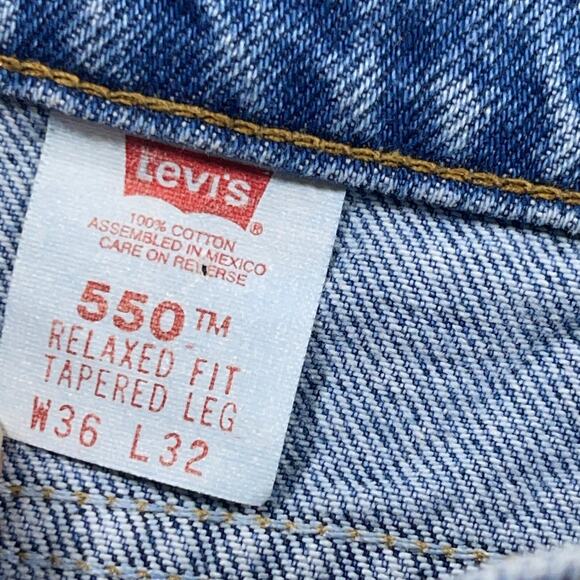 Levi's®
100% COTTON
ASSEMBLED IN MEXICO
CARE ON REVERSE
550™
RELAXED FIT
TAPERED LEG
W36 L32